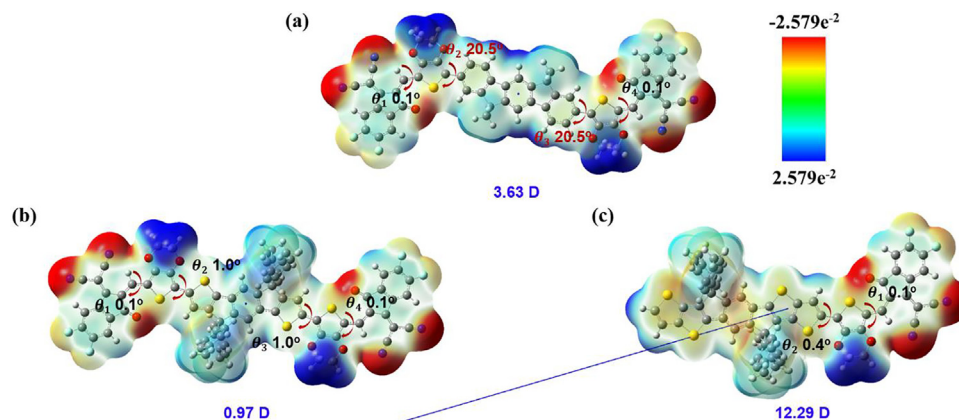 (a)
-2.579e⁻²
2.579e⁻²
θ₁ 0.1°
θ₂ 20.5°
θ₃ 20.5°
θ₄ 0.1°
3.63 D
(b)
θ₁ 0.1°
θ₂ 1.0°
θ₃ 1.0°
θ₄ 0.1°
0.97 D
(c)
θ₁ 0.1°
θ₂ 0.4°
12.29 D